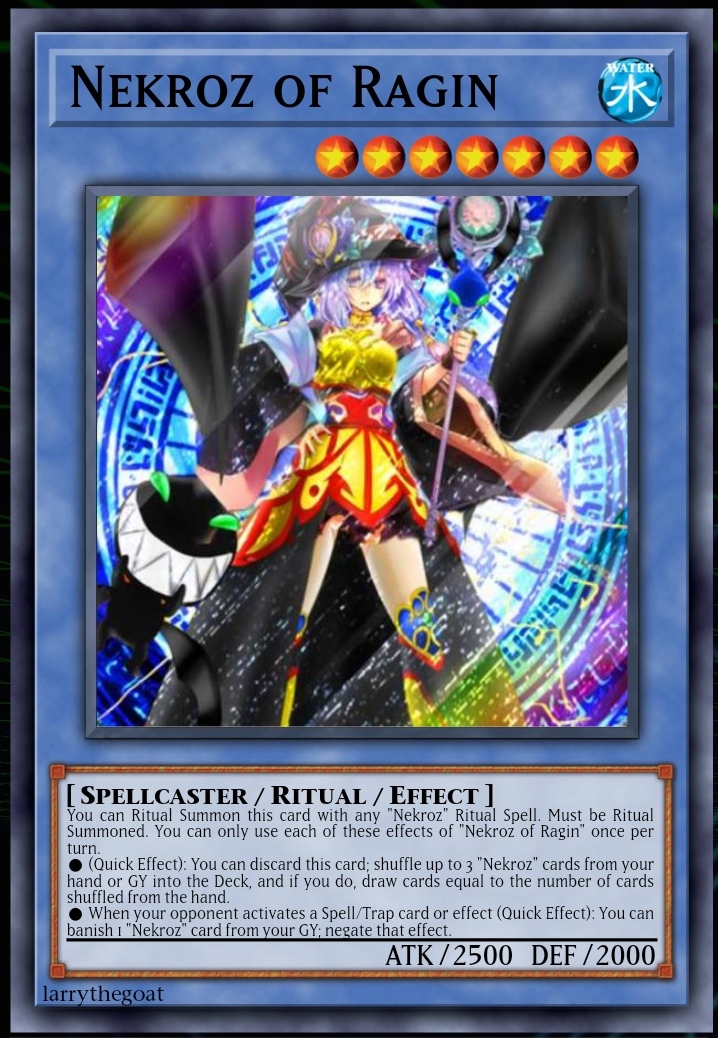 Nekroz of Ragin
WATER
水
[ Spellcaster / Ritual / Effect ]
You can Ritual Summon this card with any "Nekroz" Ritual Spell. Must be Ritual
Summoned. You can only use each of these effects of "Nekroz of Ragin" once per
turn.
● (Quick Effect): You can discard this card; shuffle up to 3 "Nekroz" cards from your
hand or GY into the Deck, and if you do, draw cards equal to the number of cards
shuffled from the hand.
● When your opponent activates a Spell/Trap card or effect (Quick Effect): You can
banish 1 "Nekroz" card from your GY; negate that effect.
ATK / 2500 DEF / 2000
larrythegoat